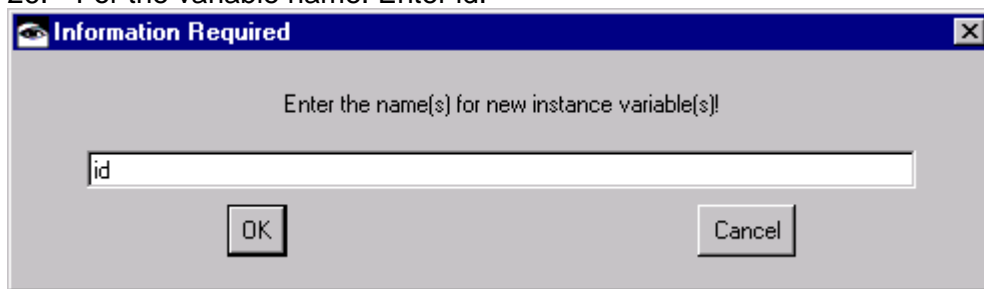 Information Required
Enter the name(s) for new instance variable(s)!
id
OK Cancel